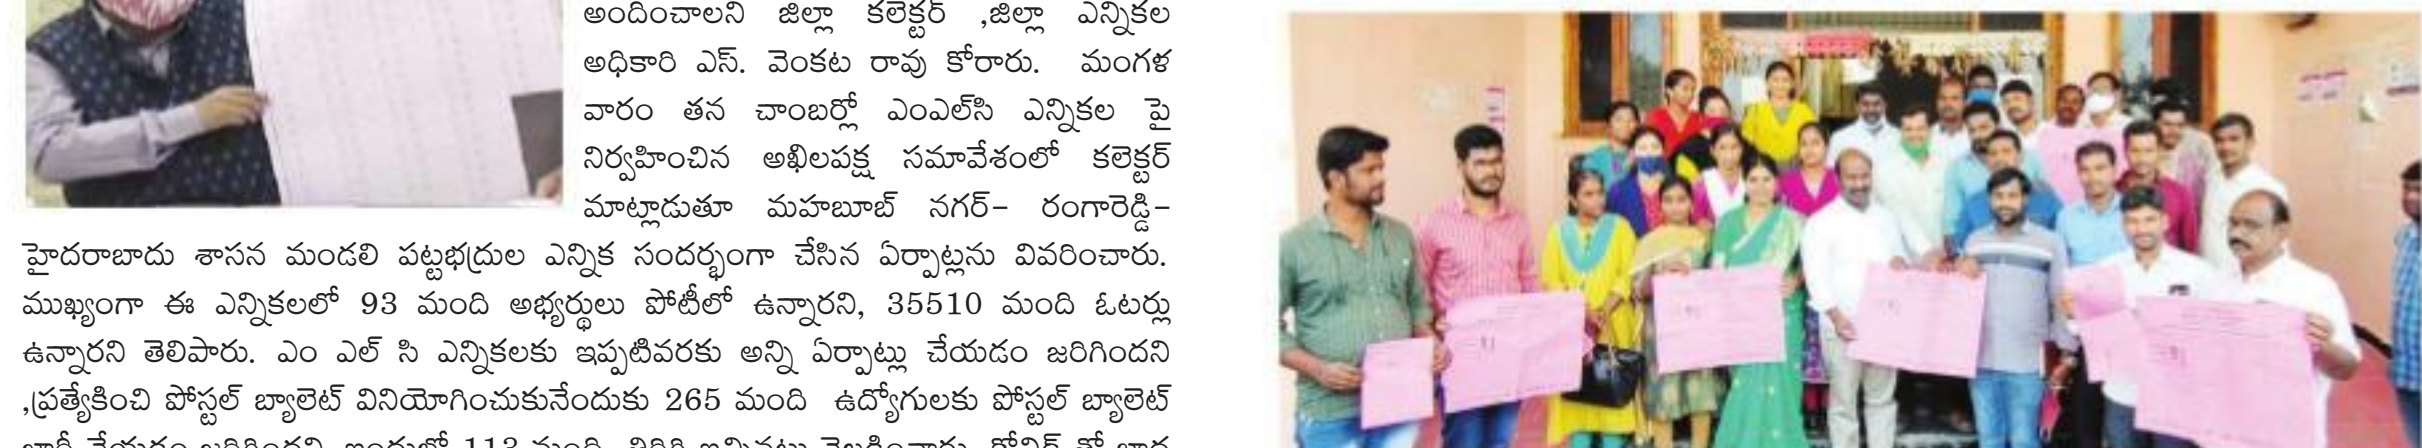 అందించాలని జిల్లా కలెక్టర్ ,జిల్లా ఎన్నికల
అధికారి ఎస్. వెంకట రావు కోరారు. మంగళ
వారం తన చాంబర్లో ఎంఎల్‌సి ఎన్నికల పై
నిర్వహించిన అఖిలపక్ష సమావేశంలో కలెక్టర్
మాట్లాడుతూ మహబూబ్ నగర్- రంగారెడ్డి-
హైదరాబాదు శాసన మండలి పట్టభద్రుల ఎన్నిక సందర్భంగా చేసిన ఏర్పాట్లను వివరించారు.
ముఖ్యంగా ఈ ఎన్నికలలో 93 మంది అభ్యర్థులు పోటీలో ఉన్నారని, 35510 మంది ఓటర్లు
ఉన్నారని తెలిపారు. ఎం ఎల్ సి ఎన్నికలకు ఇప్పటివరకు అన్ని ఏర్పాట్లు చేయడం జరిగిందని
,ప్రత్యేకించి పోస్టల్ బ్యాలెట్ వినియోగించుకునేందుకు 265 మంది ఉద్యోగులకు పోస్టల్ బ్యాలెట్